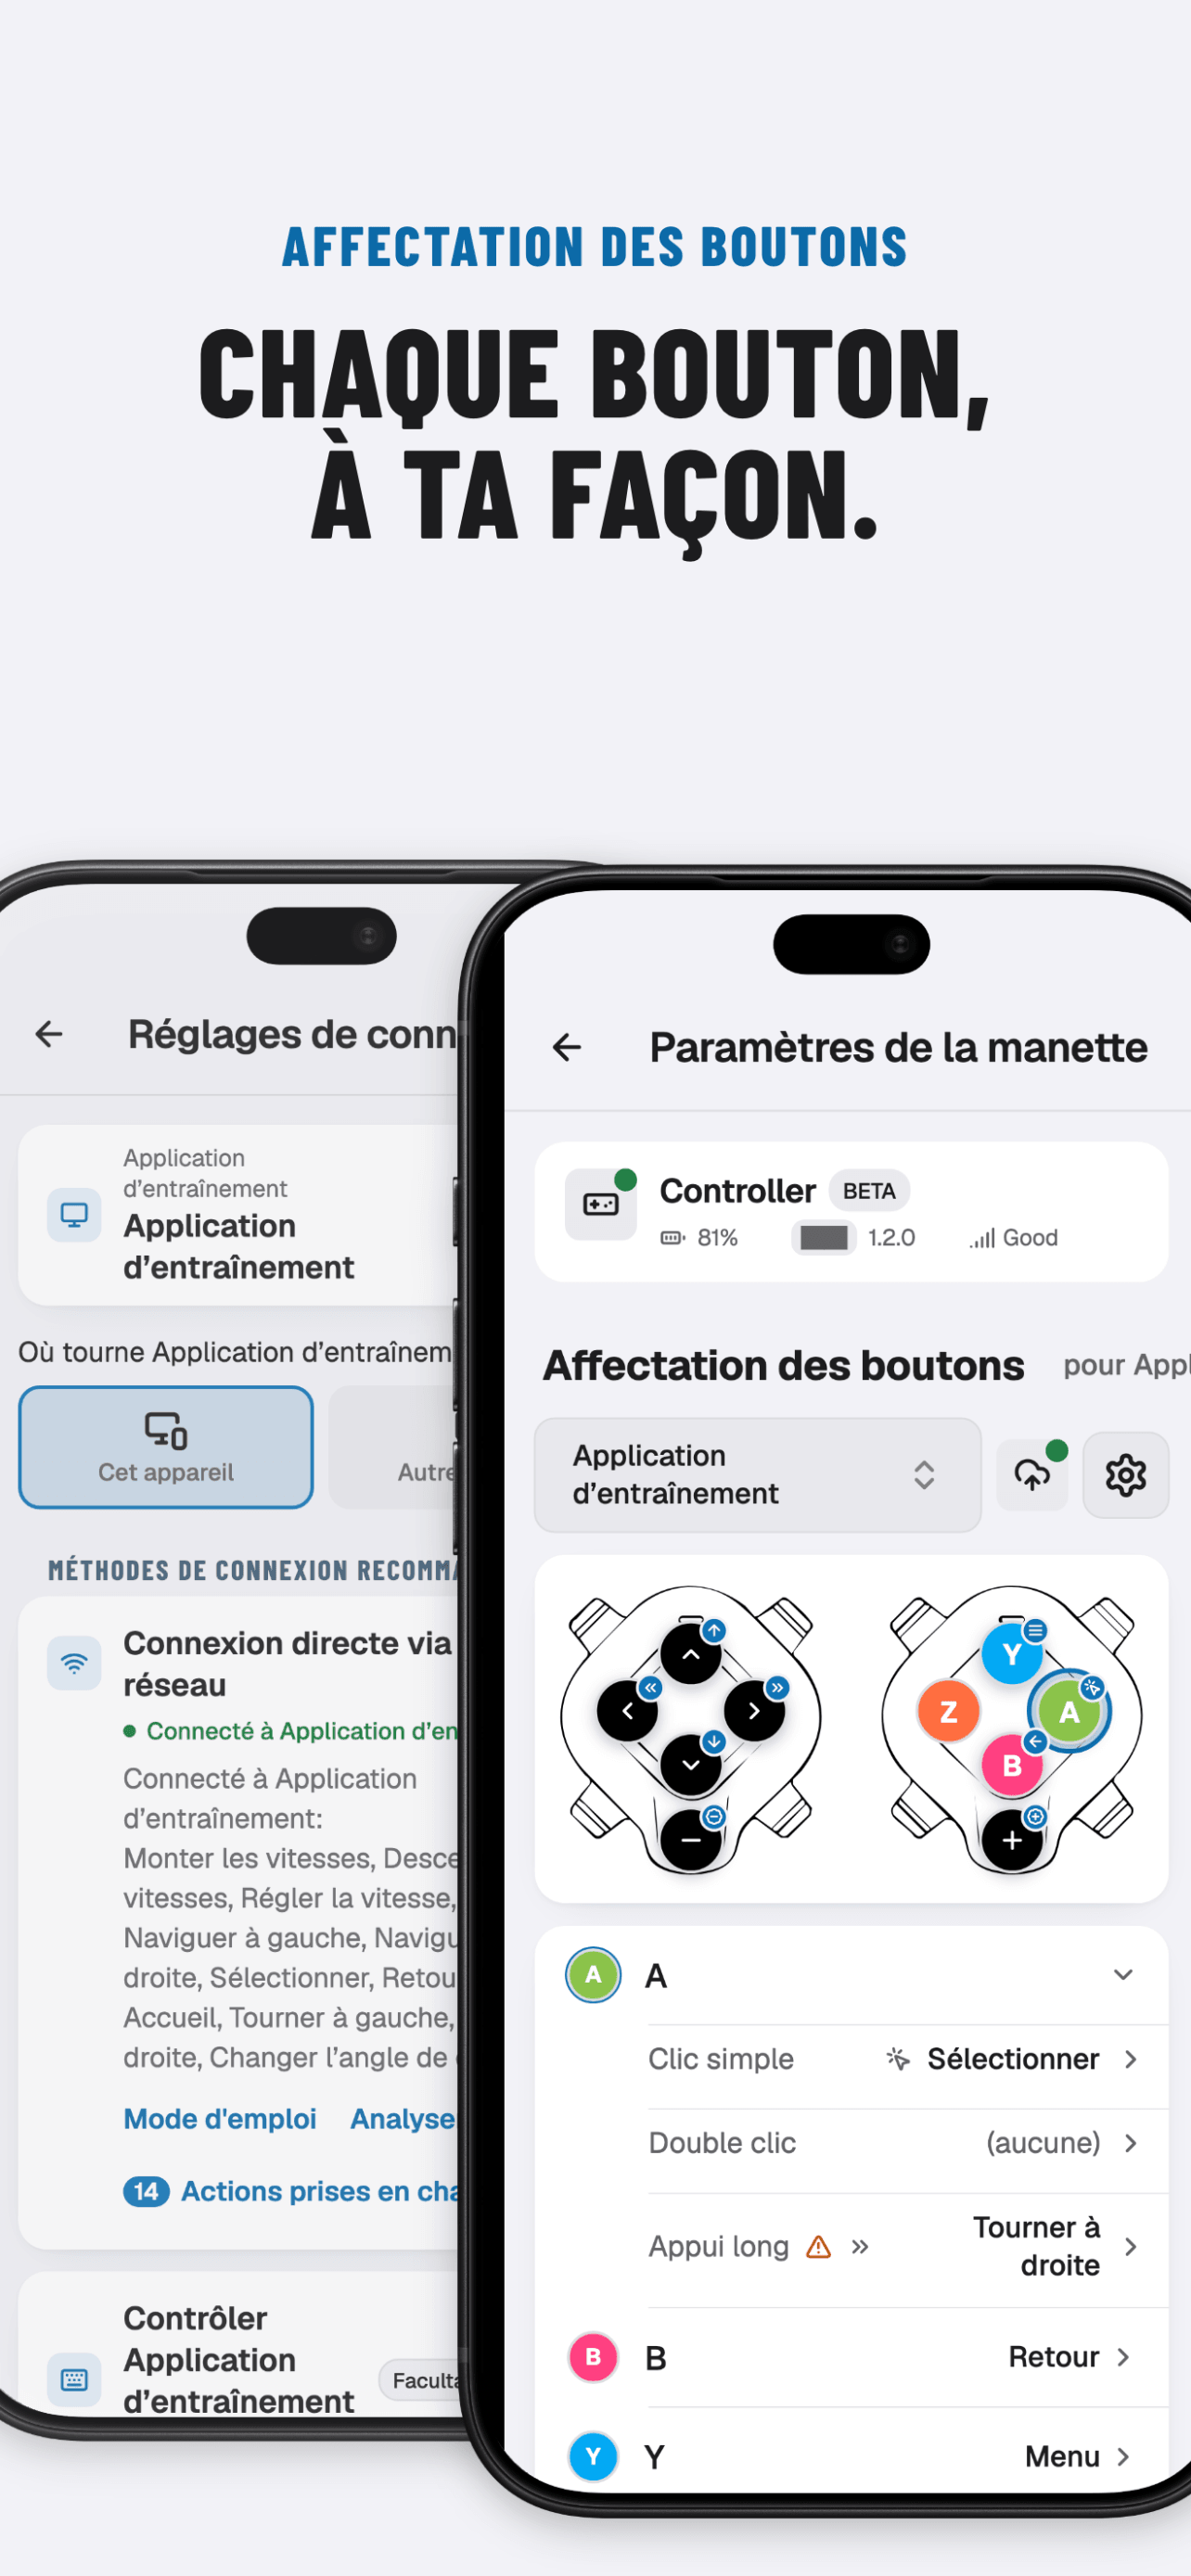 AFFECTATION DES BOUTONS
CHAQUE BOUTON,
À TA FAÇON.
Réglages de conn
Application
d'entraînement
Application
d'entraînement
Où tourne Application d'entraînem
Cet appareil
Autre
MÉTHODES DE CONNEXION RECOMM
Connexion directe via
réseau
Connecté à Application d'en
Connecté à Application
d'entraînement:
Monter les vitesses, Desce
vitesses, Régler la vitesse,
Naviguer à gauche, Navigu
droite, Sélectionner, Retou
Accueil, Tourner à gauche,
droite, Changer l'angle de
Mode d'emploi Analyse
14 Actions prises en cha
Contrôler
Application
d'entraînement
Faculta
Paramètres de la manette
Controller BETA
81% 1.2.0 Good
Affectation des boutons pour Appl
Application
d'entraînement
Y
Z A
B
A A
Clic simple Sélectionner
Double clic (aucune)
Appui long Tourner à
droite
B B Retour
Y Y Menu